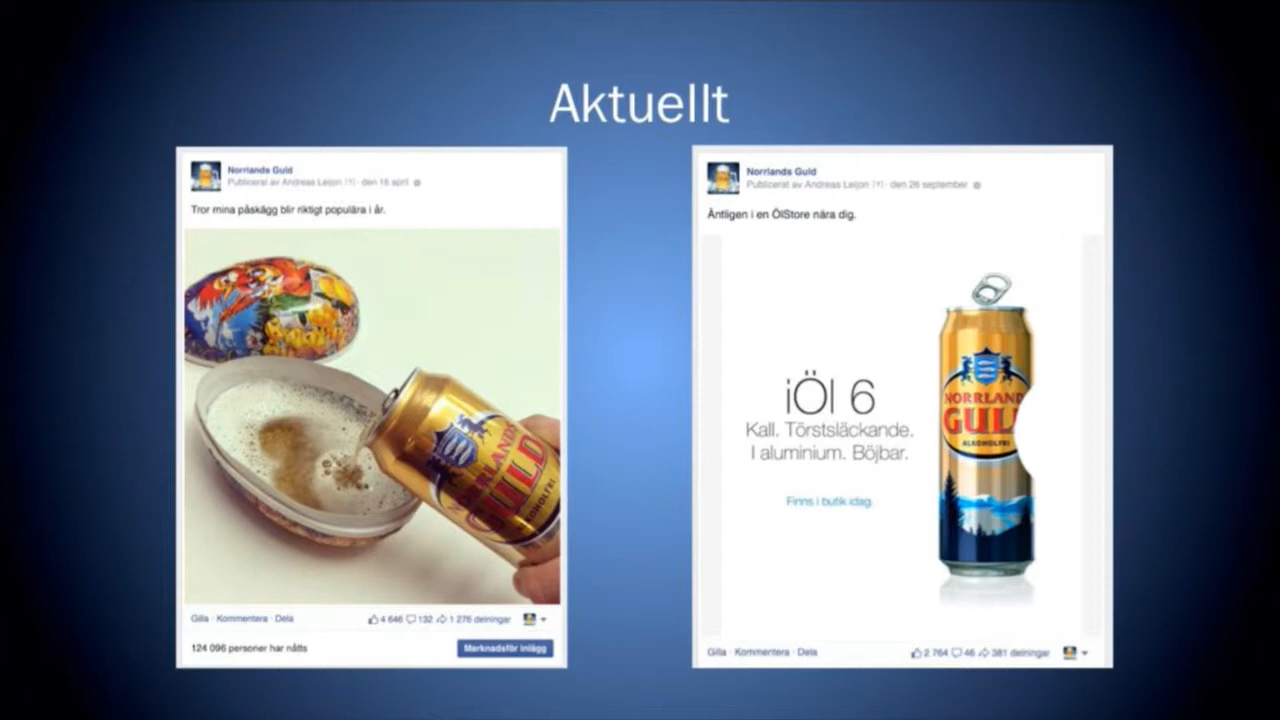 Aktuellt
Norrlands Guld
Publicerat av Andreas Leijon [?] · den 16 april ·
Tror mina påskägg blir riktigt populära i år.
NORRLANDS
GULD
ALKOHOLFRI
Gilla · Kommentera · Dela
4 646 132 1 276 delningar
124 096 personer har nåtts
Marknadsför inlägg
Norrlands Guld
Publicerat av Andreas Leijon [?] · den 26 september
Äntligen i en ÖlStore nära dig.
iÖl 6
Kall. Törstsläckande.
I aluminium. Böjbar.
Finns i butik idag.
NORRLAND
GUL
ALKOHOLFRI
Gilla · Kommentera · Dela
2 764 46 381 delningar